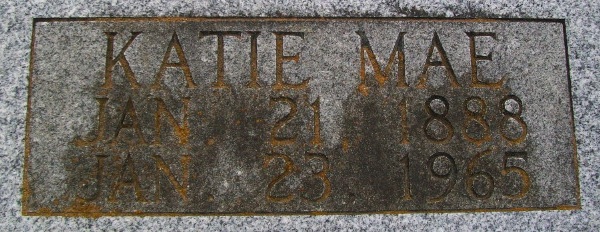 KATIE MAE
JAN. 21, 1888
JAN. 23. 1965